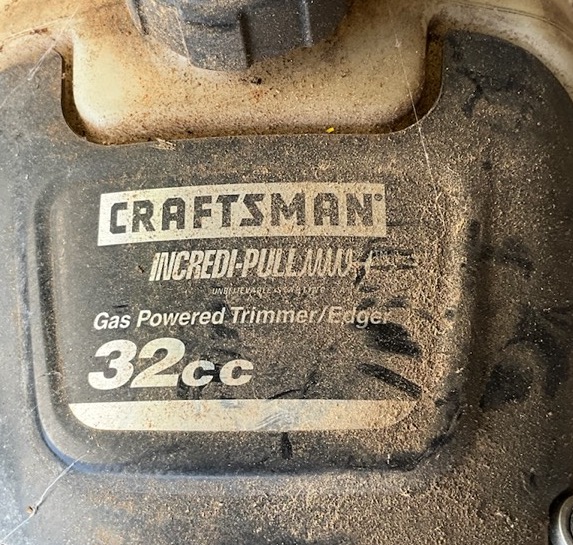 CRAFTSMAN®
INCREDI-PULL
Gas Powered Trimmer/Edger
32cc